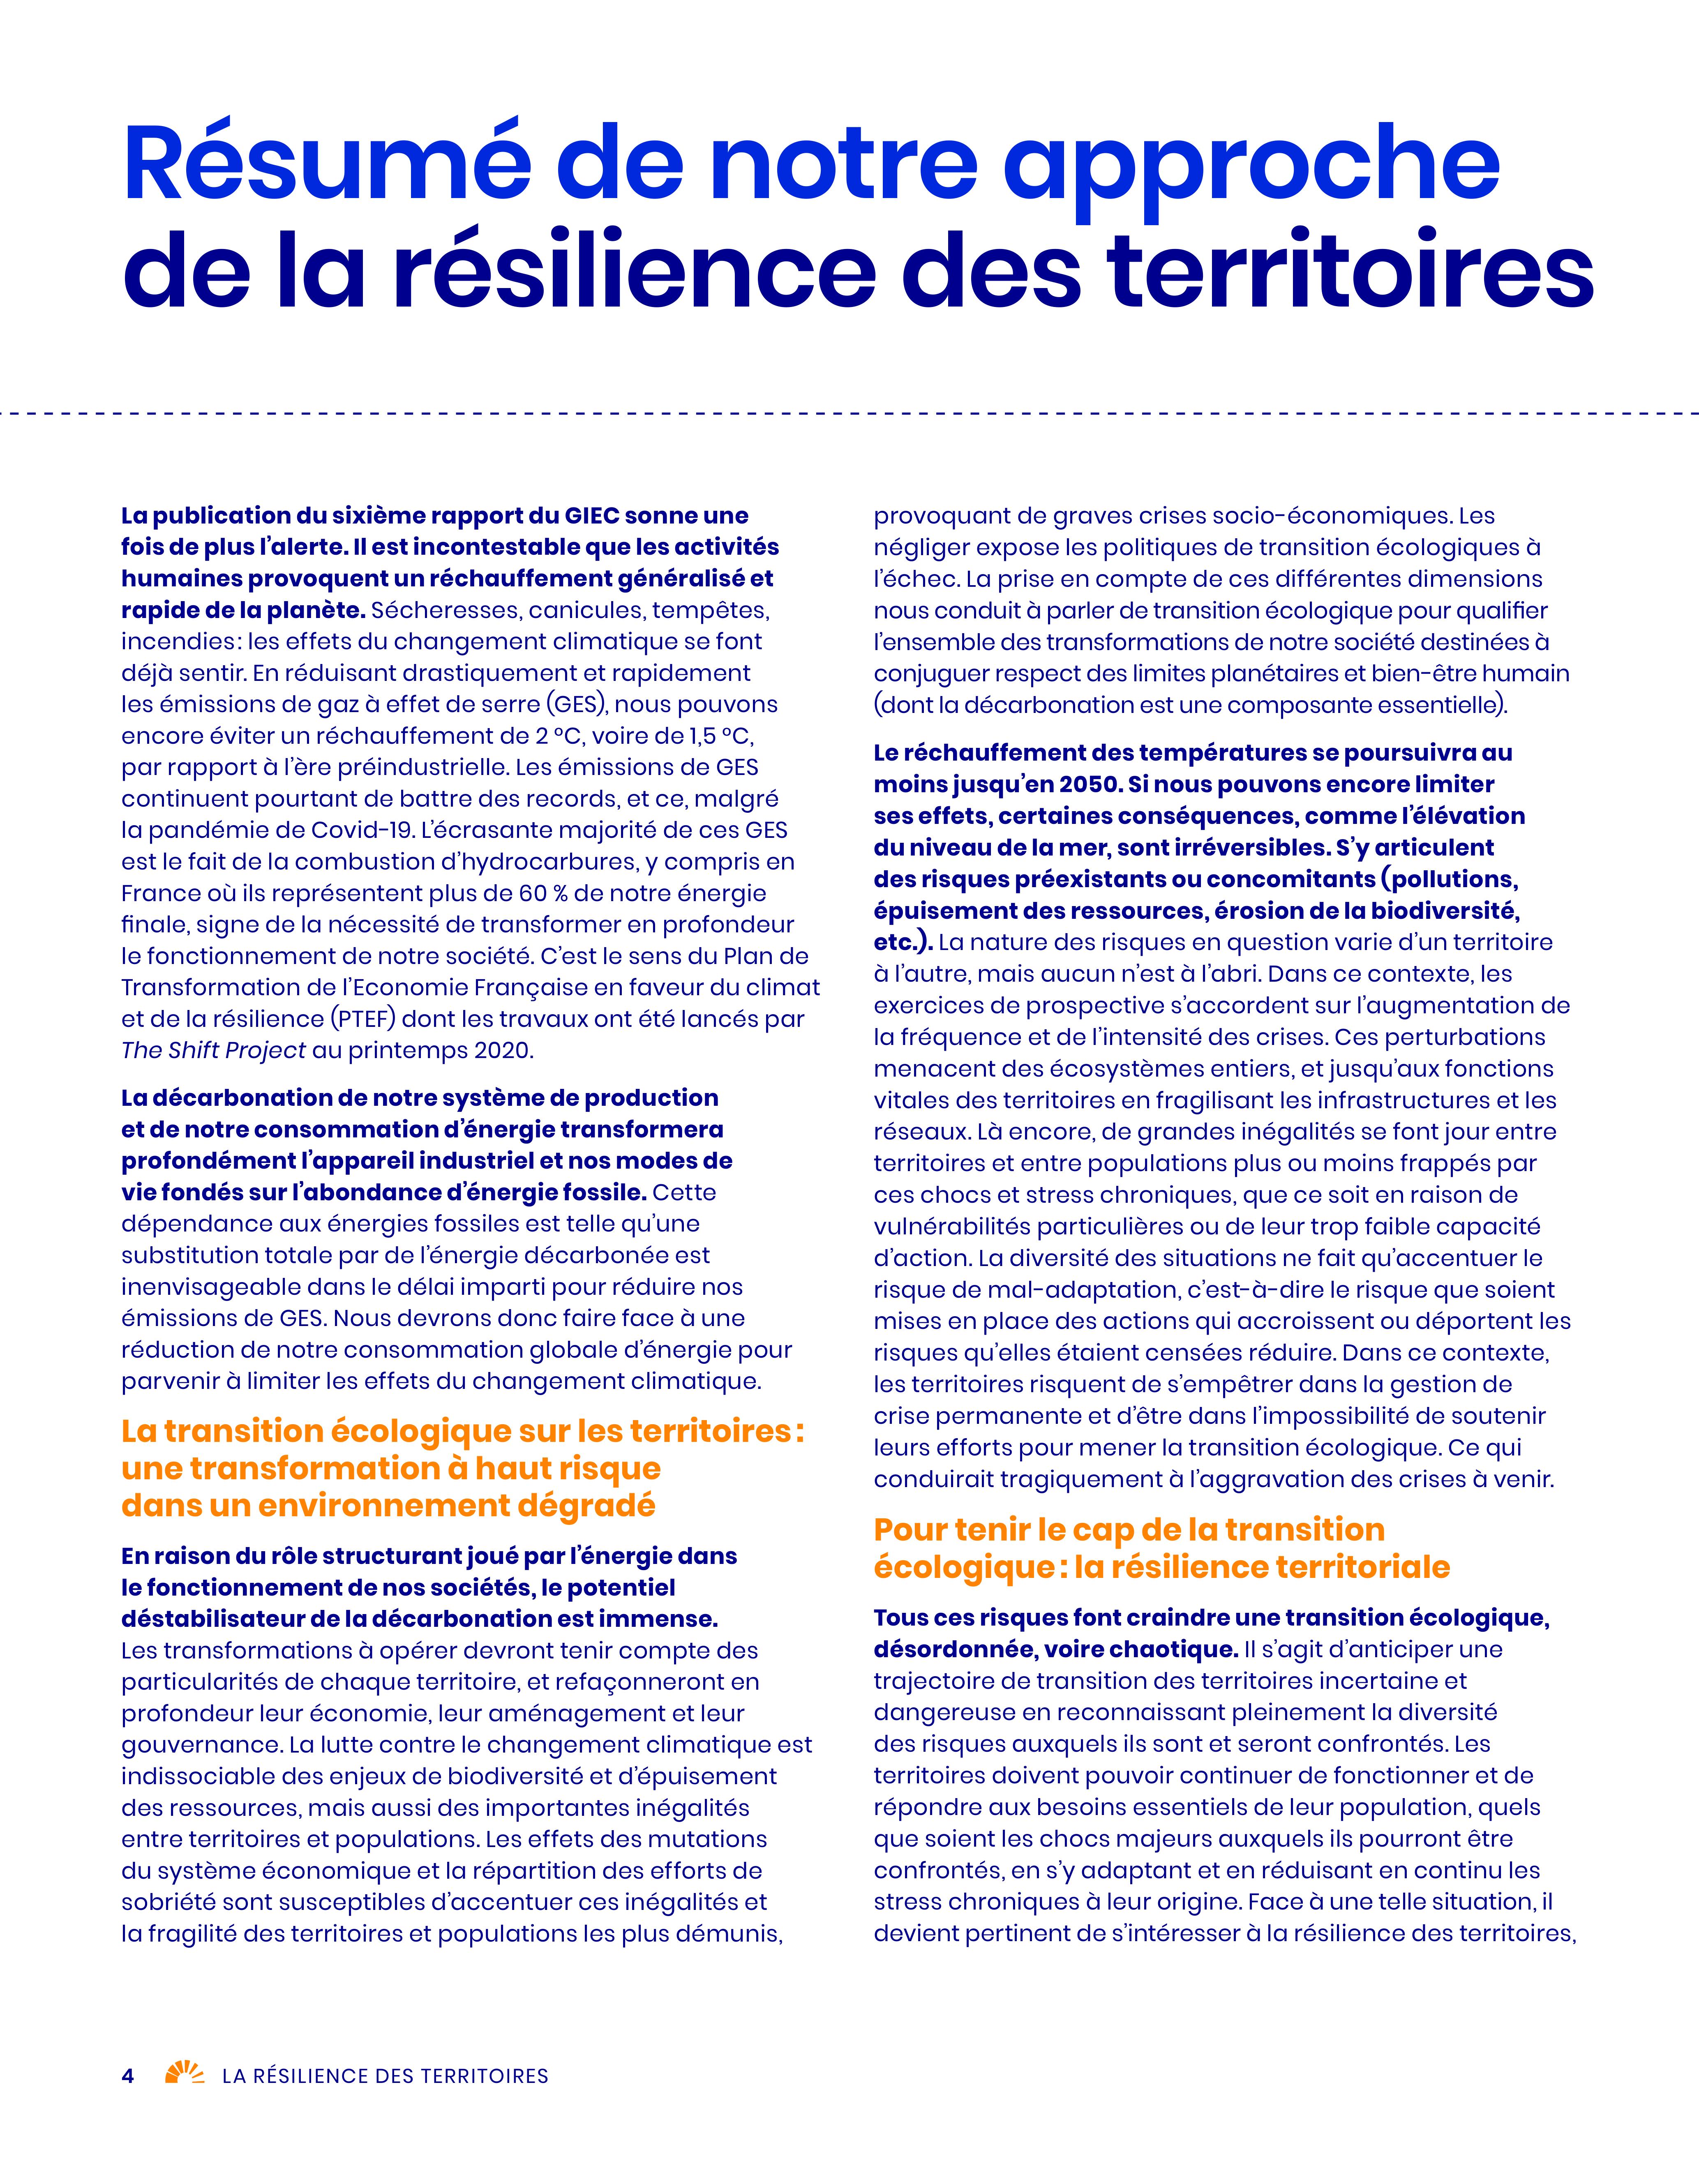 Résumé de notre approche
de la résilience des territoires
La publication du sixième rapport du GIEC sonne une
fois de plus l’alerte. Il est incontestable que les activités
humaines provoquent un réchauffement généralisé et
rapide de la planète. Sécheresses, canicules, tempêtes,
incendies : les effets du changement climatique se font
déjà sentir. En réduisant drastiquement et rapidement
les émissions de gaz à effet de serre (GES), nous pouvons
encore éviter un réchauffement de 2 °C, voire de 1,5 °C,
par rapport à l’ère préindustrielle. Les émissions de GES
continuent pourtant de battre des records, et ce, malgré
la pandémie de Covid-19. L’écrasante majorité de ces GES
est le fait de la combustion d’hydrocarbures, y compris en
France où ils représentent plus de 60 % de notre énergie
finale, signe de la nécessité de transformer en profondeur
le fonctionnement de notre société. C’est le sens du Plan de
Transformation de l’Economie Française en faveur du climat
et de la résilience (PTEF) dont les travaux ont été lancés par
The Shift Project au printemps 2020.
La décarbonation de notre système de production
et de notre consommation d’énergie transformera
profondément l’appareil industriel et nos modes de
vie fondés sur l’abondance d’énergie fossile. Cette
dépendance aux énergies fossiles est telle qu’une
substitution totale par de l’énergie décarbonée est
inenvisageable dans le délai imparti pour réduire nos
émissions de GES. Nous devrons donc faire face à une
réduction de notre consommation globale d’énergie pour
parvenir à limiter les effets du changement climatique.
La transition écologique sur les territoires :
une transformation à haut risque
dans un environnement dégradé
En raison du rôle structurant joué par l’énergie dans
le fonctionnement de nos sociétés, le potentiel
déstabilisateur de la décarbonation est immense.
Les transformations à opérer devront tenir compte des
particularités de chaque territoire, et refaçonneront en
profondeur leur économie, leur aménagement et leur
gouvernance. La lutte contre le changement climatique est
indissociable des enjeux de biodiversité et d’épuisement
des ressources, mais aussi des importantes inégalités
entre territoires et populations. Les effets des mutations
du système économique et la répartition des efforts de
sobriété sont susceptibles d’accentuer ces inégalités et
la fragilité des territoires et populations les plus démunis,
provoquant de graves crises socio-économiques. Les
négliger expose les politiques de transition écologiques à
l’échec. La prise en compte de ces différentes dimensions
nous conduit à parler de transition écologique pour qualifier
l’ensemble des transformations de notre société destinées à
conjuguer respect des limites planétaires et bien-être humain
(dont la décarbonation est une composante essentielle).
Le réchauffement des températures se poursuivra au
moins jusqu’en 2050. Si nous pouvons encore limiter
ses effets, certaines conséquences, comme l’élévation
du niveau de la mer, sont irréversibles. S’y articulent
des risques préexistants ou concomitants (pollutions,
épuisement des ressources, érosion de la biodiversité,
etc.). La nature des risques en question varie d’un territoire
à l’autre, mais aucun n’est à l’abri. Dans ce contexte, les
exercices de prospective s’accordent sur l’augmentation de
la fréquence et de l’intensité des crises. Ces perturbations
menacent des écosystèmes entiers, et jusqu’aux fonctions
vitales des territoires en fragilisant les infrastructures et les
réseaux. Là encore, de grandes inégalités se font jour entre
territoires et entre populations plus ou moins frappés par
ces chocs et stress chroniques, que ce soit en raison de
vulnérabilités particulières ou de leur trop faible capacité
d’action. La diversité des situations ne fait qu’accentuer le
risque de mal-adaptation, c’est-à-dire le risque que soient
mises en place des actions qui accroissent ou déportent les
risques qu’elles étaient censées réduire. Dans ce contexte,
les territoires risquent de s’empêtrer dans la gestion de
crise permanente et d’être dans l’impossibilité de soutenir
leurs efforts pour mener la transition écologique. Ce qui
conduirait tragiquement à l’aggravation des crises à venir.
Pour tenir le cap de la transition
écologique : la résilience territoriale
Tous ces risques font craindre une transition écologique,
désordonnée, voire chaotique. Il s’agit d’anticiper une
trajectoire de transition des territoires incertaine et
dangereuse en reconnaissant pleinement la diversité
des risques auxquels ils sont et seront confrontés. Les
territoires doivent pouvoir continuer de fonctionner et de
répondre aux besoins essentiels de leur population, quels
que soient les chocs majeurs auxquels ils pourront être
confrontés, en s’y adaptant et en réduisant en continu les
stress chroniques à leur origine. Face à une telle situation, il
devient pertinent de s’intéresser à la résilience des territoires,
4 LA RÉSILIENCE DES TERRITOIRES